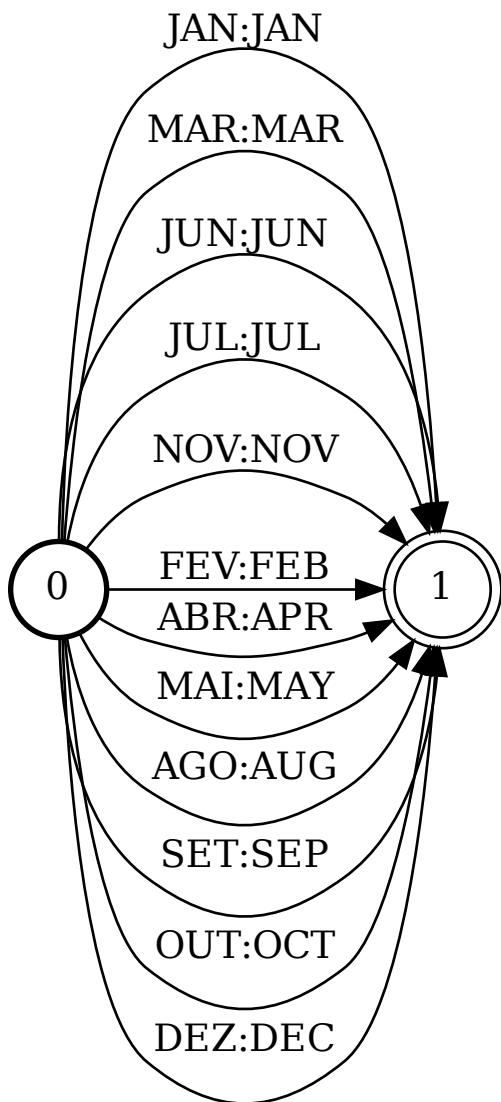 JAN:JAN
MAR:MAR
JUN:JUN
JUL:JUL
NOV:NOV
FEV:FEB
0
1
ABR:APR
MAI:MAY
AGO:AUG
SET:SEP
OUT:OCT
DEZ:DEC